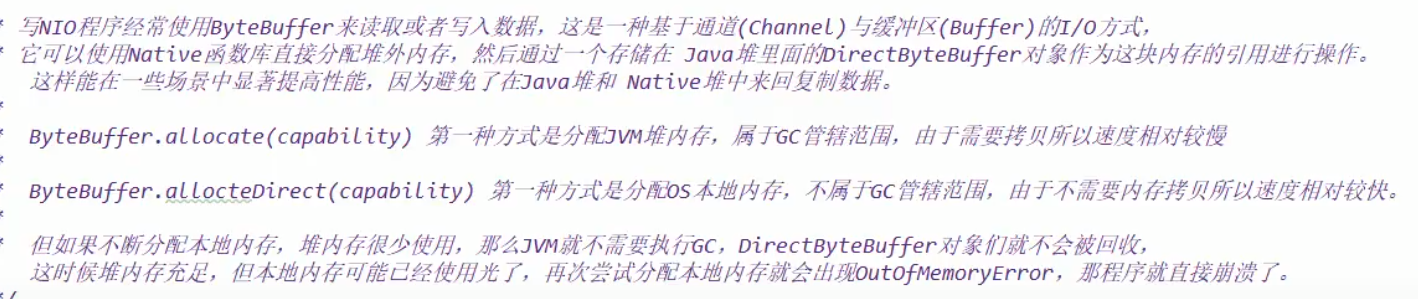 * 写NIO程序经常使用ByteBuffer来读取或者写入数据，这是一种基于通道(Channel)与缓冲区(Buffer)的I/O方式，
* 它可以使用Native函数库直接分配堆外内存，然后通过一个存储在 Java堆里面的DirectByteBuffer对象作为这块内存的引用进行操作。
这样能在一些场景中显著提高性能，因为避免了在Java堆和 Native堆中来回复制数据。
*
* ByteBuffer.allocate(capability) 第一种方式是分配JVM堆内存，属于GC管辖范围，由于需要拷贝所以速度相对较慢
*
* ByteBuffer.allocteDirect(capability) 第一种方式是分配OS本地内存，不属于GC管辖范围，由于不需要内存拷贝所以速度相对较快。
*
* 但如果不断分配本地内存，堆内存很少使用，那么JVM就不需要执行GC，DirectByteBuffer对象们就不会被回收，
这时候堆内存充足，但本地内存可能已经使用光了，再次尝试分配本地内存就会出现OutOfMemoryError，那程序就直接崩溃了。
*/